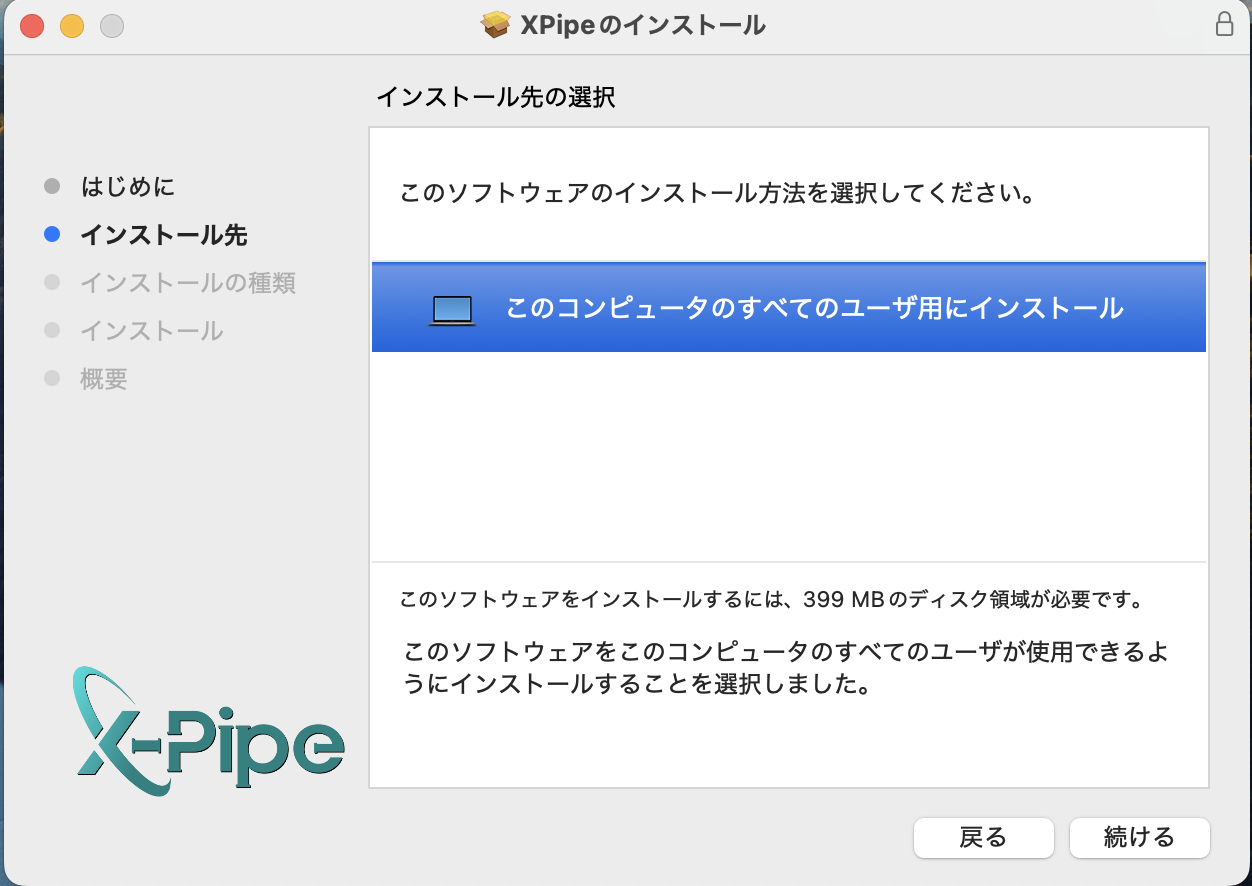 XPipeのインストール
インストール先の選択
はじめに
インストール先
インストールの種類
インストール
概要
このソフトウェアのインストール方法を選択してください。
このコンピュータのすべてのユーザ用にインストール
このソフトウェアをインストールするには、399 MBのディスク領域が必要です。
このソフトウェアをこのコンピュータのすべてのユーザが使用できるよ
うにインストールすることを選択しました。
X-Pipe
戻る
続ける